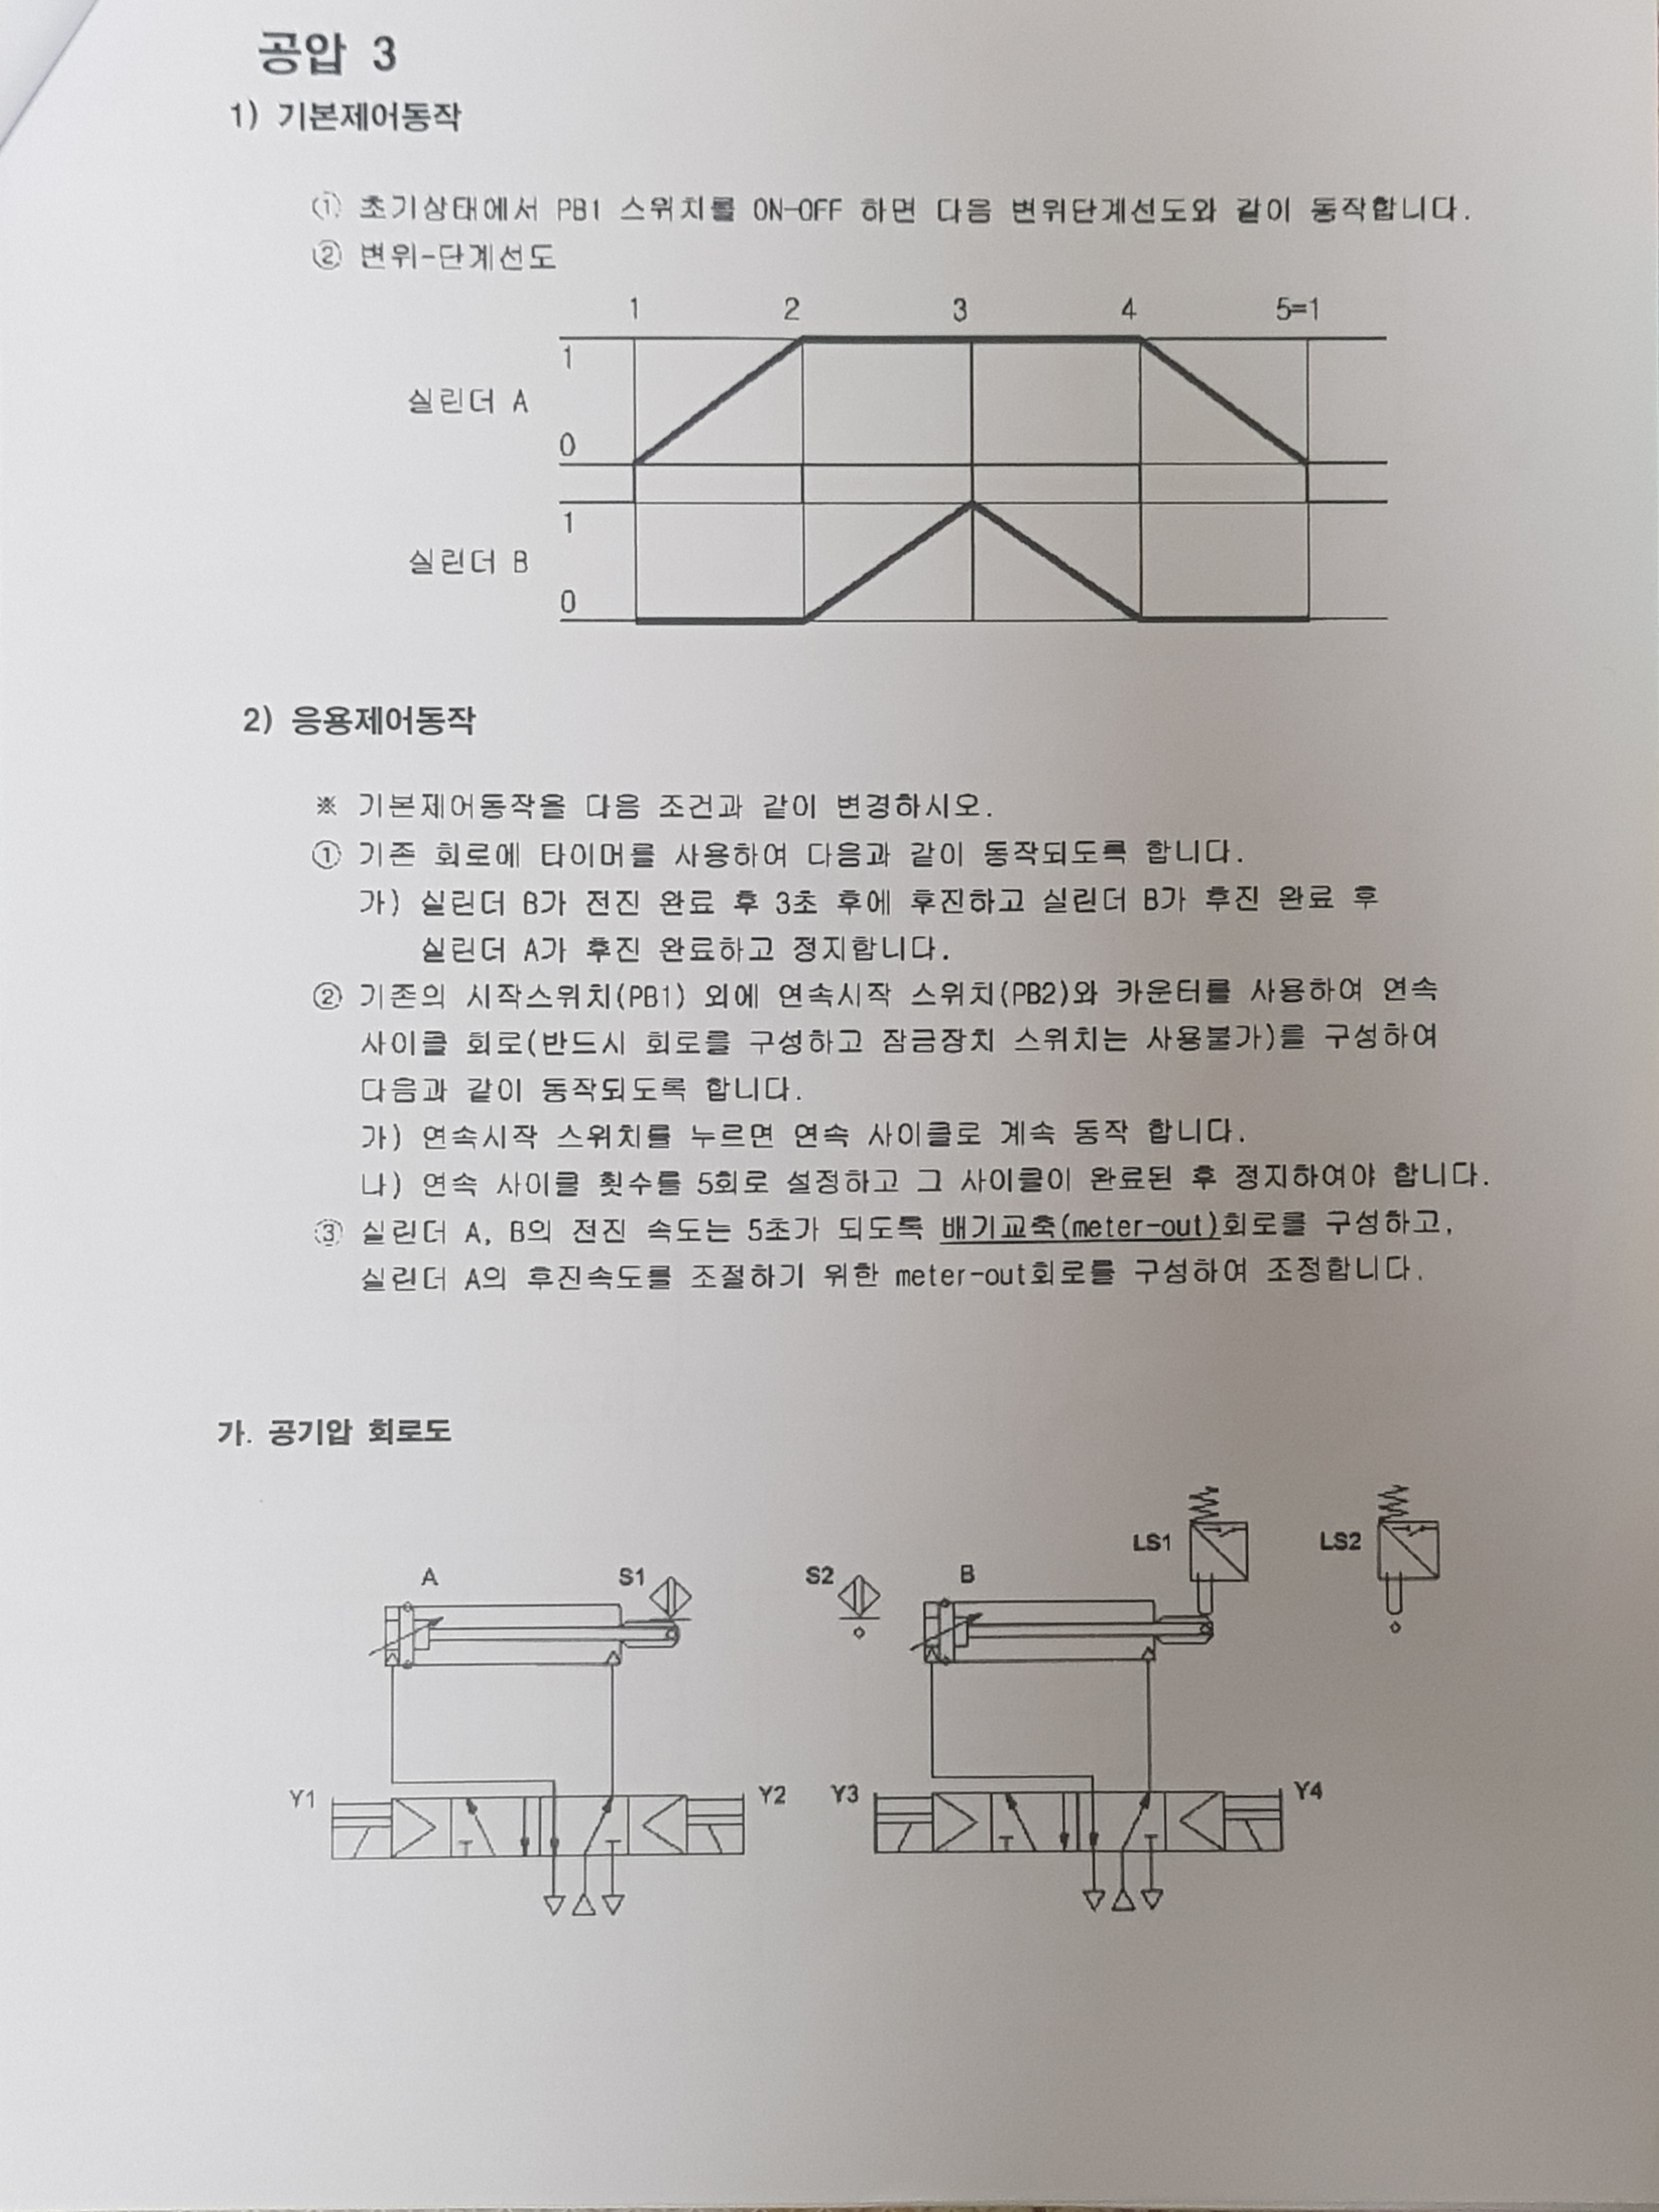 공압 3
1) 기본제어동작
① 초기상태에서 PB1 스위치를 ON-OFF 하면 다음 변위단계선도와 같이 동작합니다.
② 변위-단계선도
1 2 3 4 5=1
1
실린더 A
0
1
실린더 B
0
2) 응용제어동작
※ 기본제어동작을 다음 조건과 같이 변경하시오.
① 기존 회로에 타이머를 사용하여 다음과 같이 동작되도록 합니다.
가) 실린더 B가 전진 완료 후 3초 후에 후진하고 실린더 B가 후진 완료 후
실린더 A가 후진 완료하고 정지합니다.
② 기존의 시작스위치(PB1) 외에 연속시작 스위치(PB2)와 카운터를 사용하여 연속
사이클 회로(반드시 회로를 구성하고 잠금장치 스위치는 사용불가)를 구성하여
다음과 같이 동작되도록 합니다.
가) 연속시작 스위치를 누르면 연속 사이클로 계속 동작 합니다.
나) 연속 사이클 횟수를 5회로 설정하고 그 사이클이 완료된 후 정지하여야 합니다.
③ 실린더 A, B의 전진 속도는 5초가 되도록 배기교축(meter-out)회로를 구성하고,
실린더 A의 후진속도를 조절하기 위한 meter-out회로를 구성하여 조정합니다.
가. 공기압 회로도
LS1 LS2
A S1 S2 B
Y1 Y2 Y3 Y4